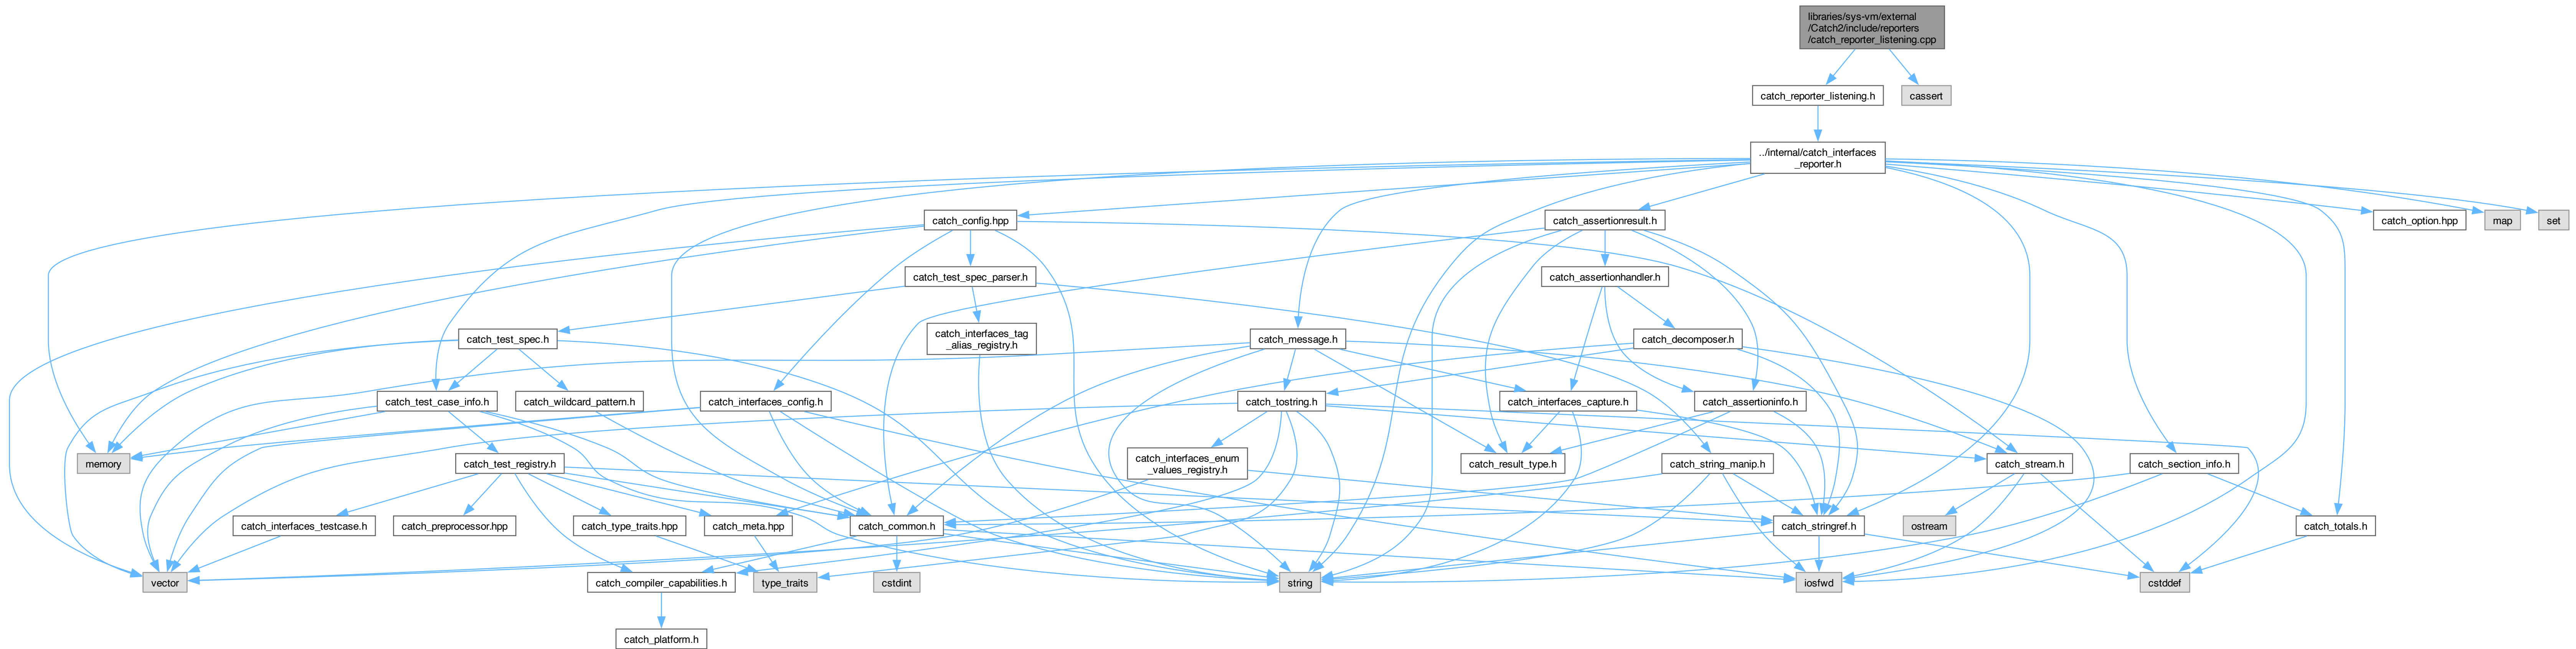 libraries/sys-vm/external
/Catch2/include/reporters
/catch_reporter_listening.cpp
catch_reporter_listening.h
cassert
../internal/catch_interfaces
_reporter.h
catch_config.hpp
catch_assertionresult.h
catch_option.hpp
map
set
catch_test_spec_parser.h
catch_assertionhandler.h
catch_test_spec.h
catch_interfaces_tag
_alias_registry.h
catch_message.h
catch_decomposer.h
catch_test_case_info.h
catch_wildcard_pattern.h
catch_interfaces_config.h
catch_tostring.h
catch_interfaces_capture.h
catch_assertioninfo.h
memory
catch_test_registry.h
catch_interfaces_enum
_values_registry.h
catch_result_type.h
catch_string_manip.h
catch_stream.h
catch_section_info.h
catch_interfaces_testcase.h
catch_preprocessor.hpp
catch_type_traits.hpp
catch_meta.hpp
catch_common.h
catch_stringref.h
ostream
catch_totals.h
vector
catch_compiler_capabilities.h
type_traits
cstdint
string
iosfwd
cstddef
catch_platform.h